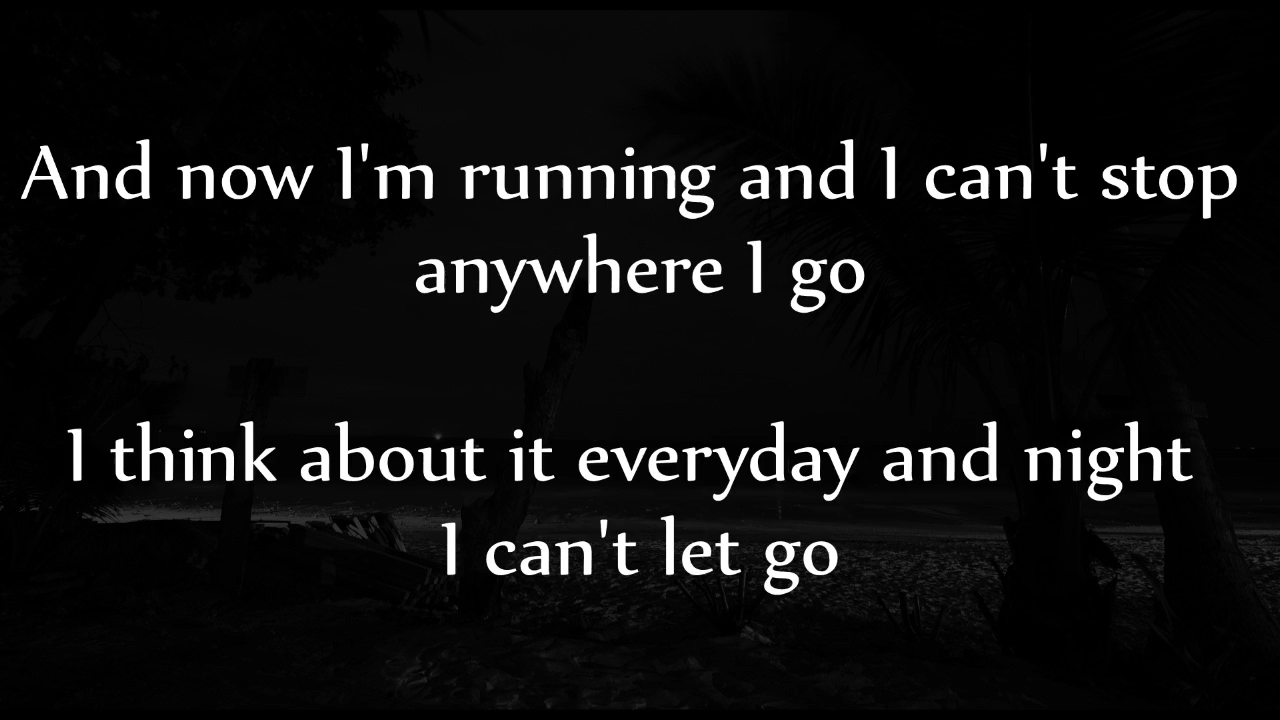 And now I'm running and I can't stop
anywhere I go
I think about it everyday and night
I can't let go